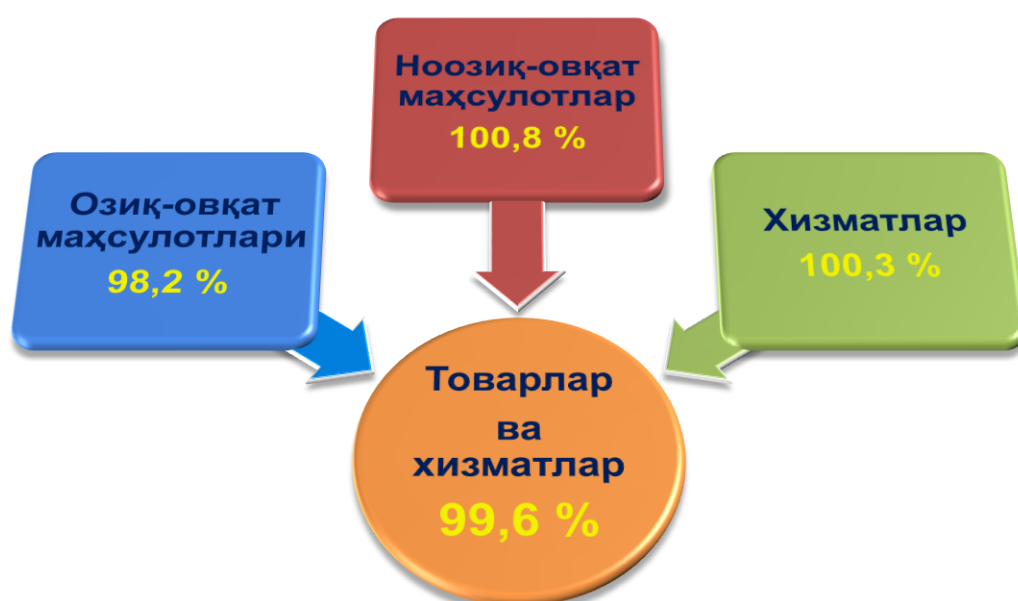 Ноозиқ-овқат
маҳсулотлар
100,8 %
Озиқ-овқат
маҳсулотлари
98,2 %
Хизматлар
100,3 %
Товарлар
ва
хизматлар
99,6 %